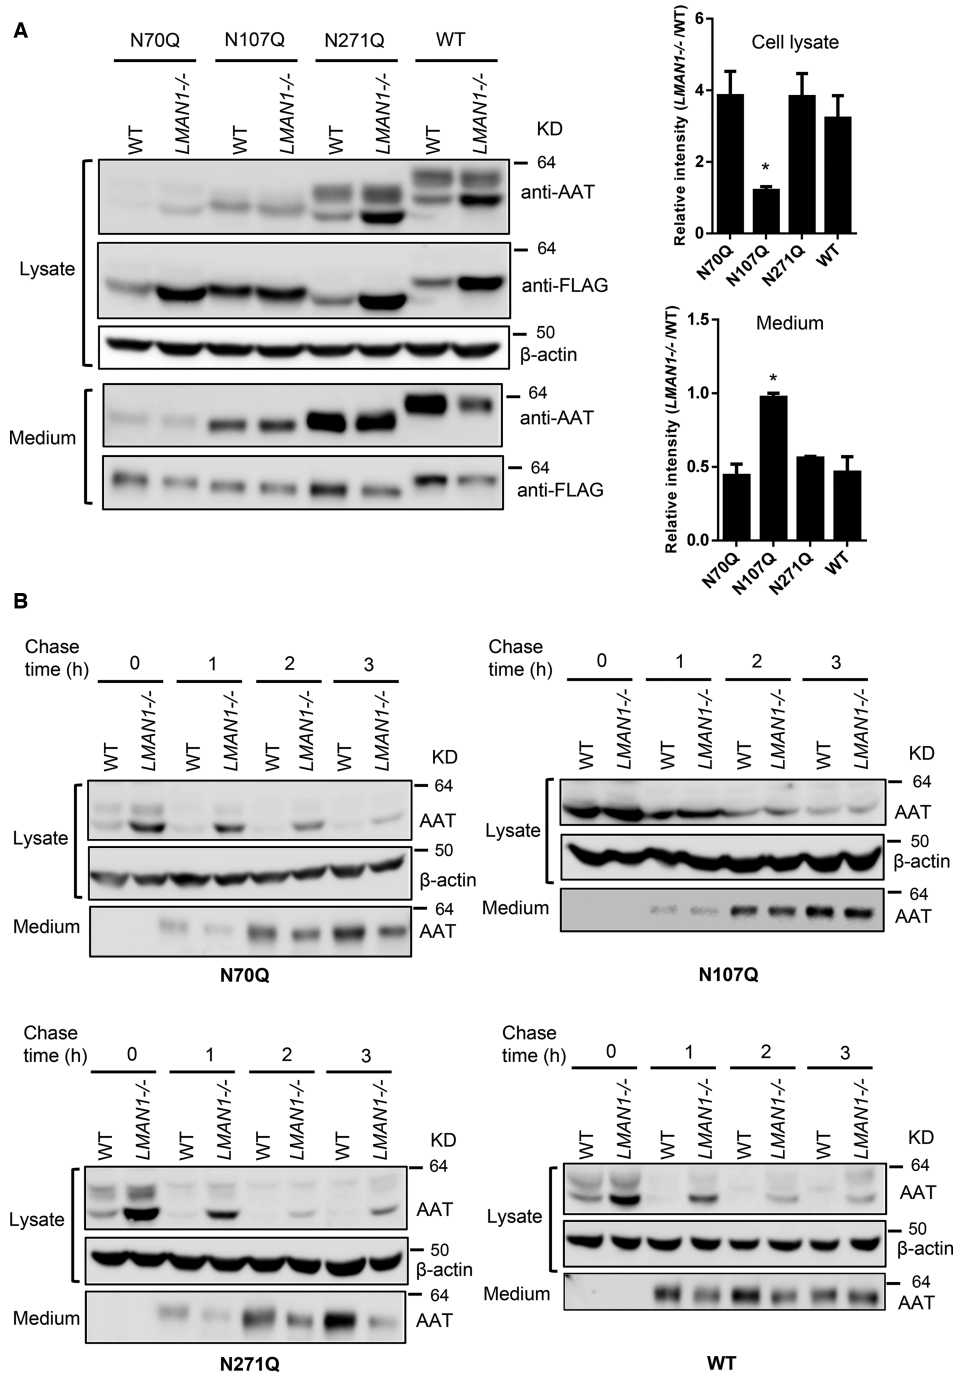 A
N70Q N107Q N271Q WT
WT LMAN1-/- WT LMAN1-/- WT LMAN1-/- WT LMAN1-/-
KD
64
anti-AAT
64
Lysate
anti-FLAG
50
β-actin
64
anti-AAT
Medium
64
anti-FLAG
Cell lysate
Relative intensity (LMAN1-/- /WT)
6
4
2
0
*
N70Q N107Q N271Q WT
Medium
Relative intensity (LMAN1-/- /WT)
1.5
1.0
0.5
0.0
*
N70Q N107Q N271Q WT
B
Chase
time (h) 0 1 2 3
WT LMAN1-/- WT LMAN1-/- WT LMAN1-/- WT LMAN1-/-
KD
64
AAT
Lysate
50
β-actin
64
Medium AAT
N70Q
Chase
time (h) 0 1 2 3
WT LMAN1-/- WT LMAN1-/- WT LMAN1-/- WT LMAN1-/-
KD
64
AAT
Lysate
50
β-actin
64
Medium AAT
N107Q
Chase
time (h) 0 1 2 3
WT LMAN1-/- WT LMAN1-/- WT LMAN1-/- WT LMAN1-/-
KD
64
AAT
Lysate
50
β-actin
64
Medium AAT
N271Q
Chase
time (h) 0 1 2 3
WT LMAN1-/- WT LMAN1-/- WT LMAN1-/- WT LMAN1-/-
KD
64
AAT
Lysate
50
β-actin
64
Medium AAT
WT